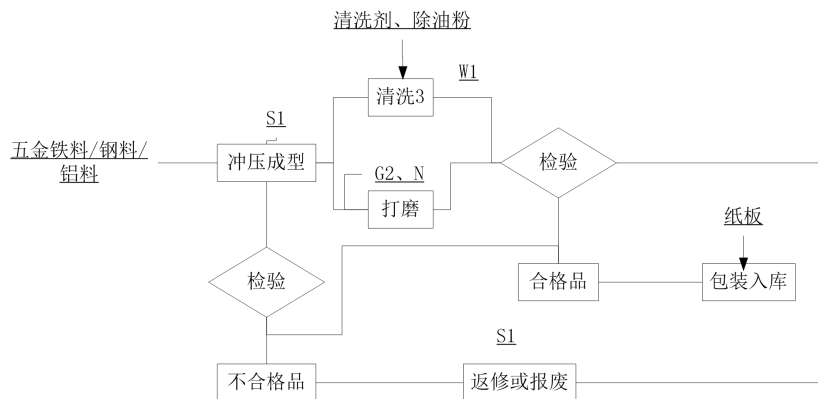 清洗剂、除油粉
W1
清洗3
S1
五金铁料/钢料/
铝料
冲压成型
检验
G2、N
打磨
纸板
检验
合格品
包装入库
S1
不合格品
返修或报废